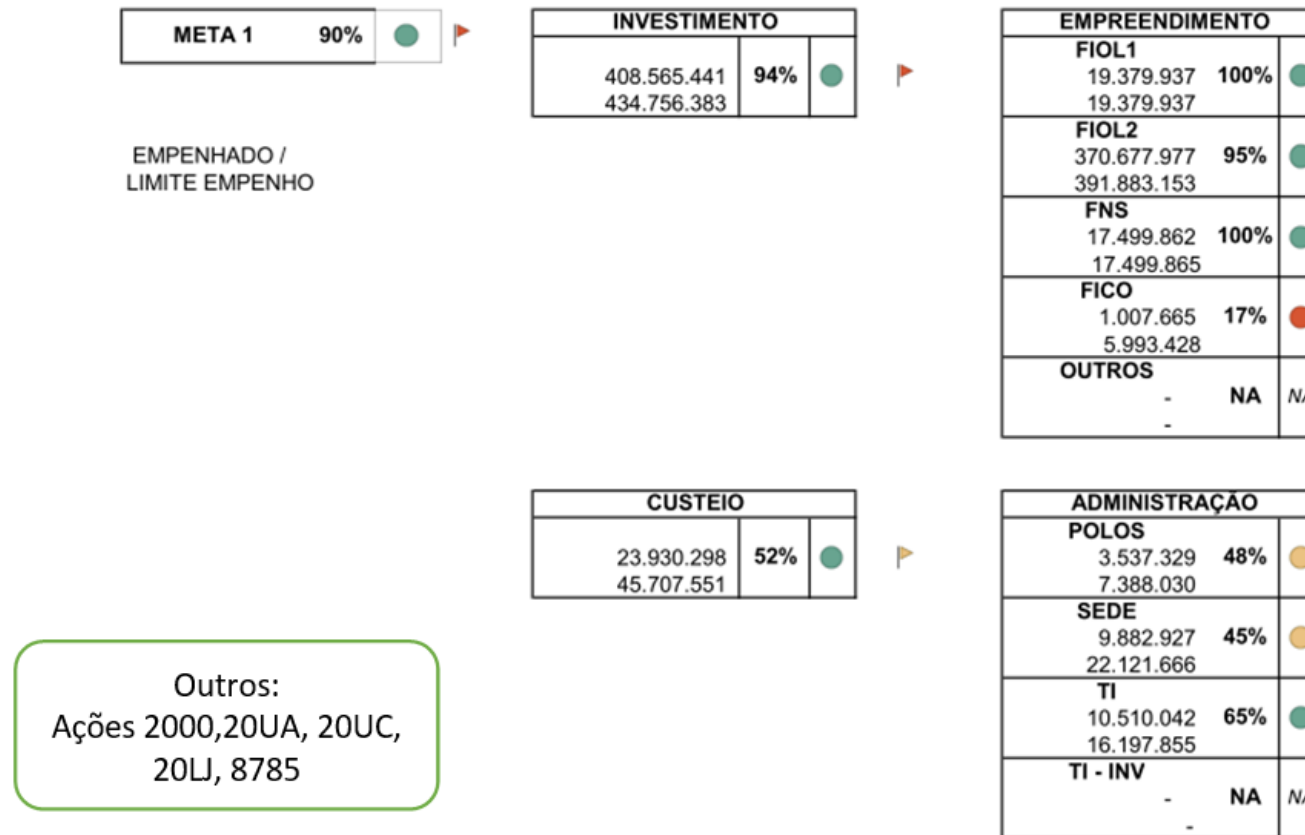 META 1 90%
EMPENHADO /
LIMITE EMPENHO
INVESTIMENTO
408.565.441 94%
434.756.383
EMPREENDIMENTO
FIOL1
19.379.937 100%
19.379.937
FIOL2
370.677.977 95%
391.883.153
FNS
17.499.862 100%
17.499.865
FICO
1.007.665 17%
5.993.428
OUTROS
- NA
-
CUSTEIO
23.930.298 52%
45.707.551
ADMINISTRAÇÃO
POLOS
3.537.329 48%
7.388.030
SEDE
9.882.927 45%
22.121.666
TI
10.510.042 65%
16.197.855
TI - INV
- NA
-
Outros:
Ações 2000,20UA, 20UC,
20LJ, 8785